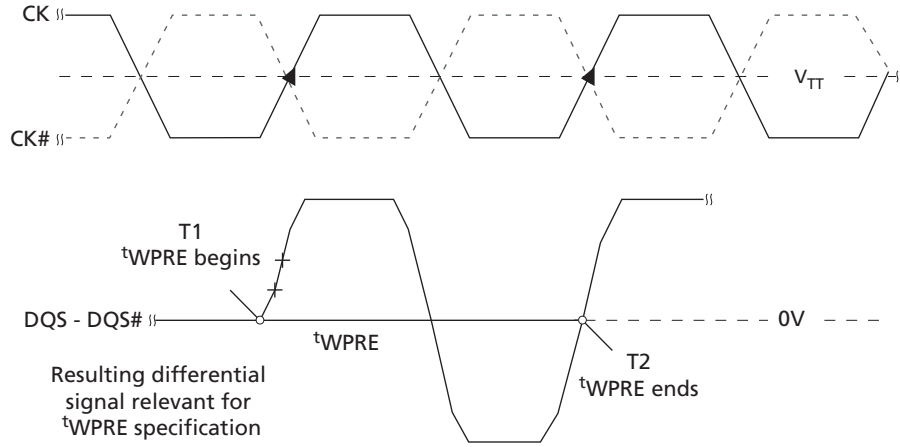 CK
V_TT
CK#
T1
tWPRE begins
DQS - DQS#
tWPRE
0V
T2
tWPRE ends
Resulting differential
signal relevant for
tWPRE specification